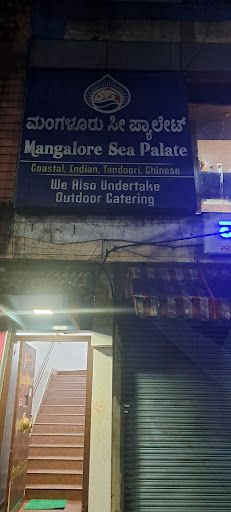 ಮಂಗಳೂರು ಸೀ ಪ್ಯಾಲೇಟ್
Mangalore Sea Palate
Coastal, Indian, Tandoori, Chinese
We Also Undertake
Outdoor Catering